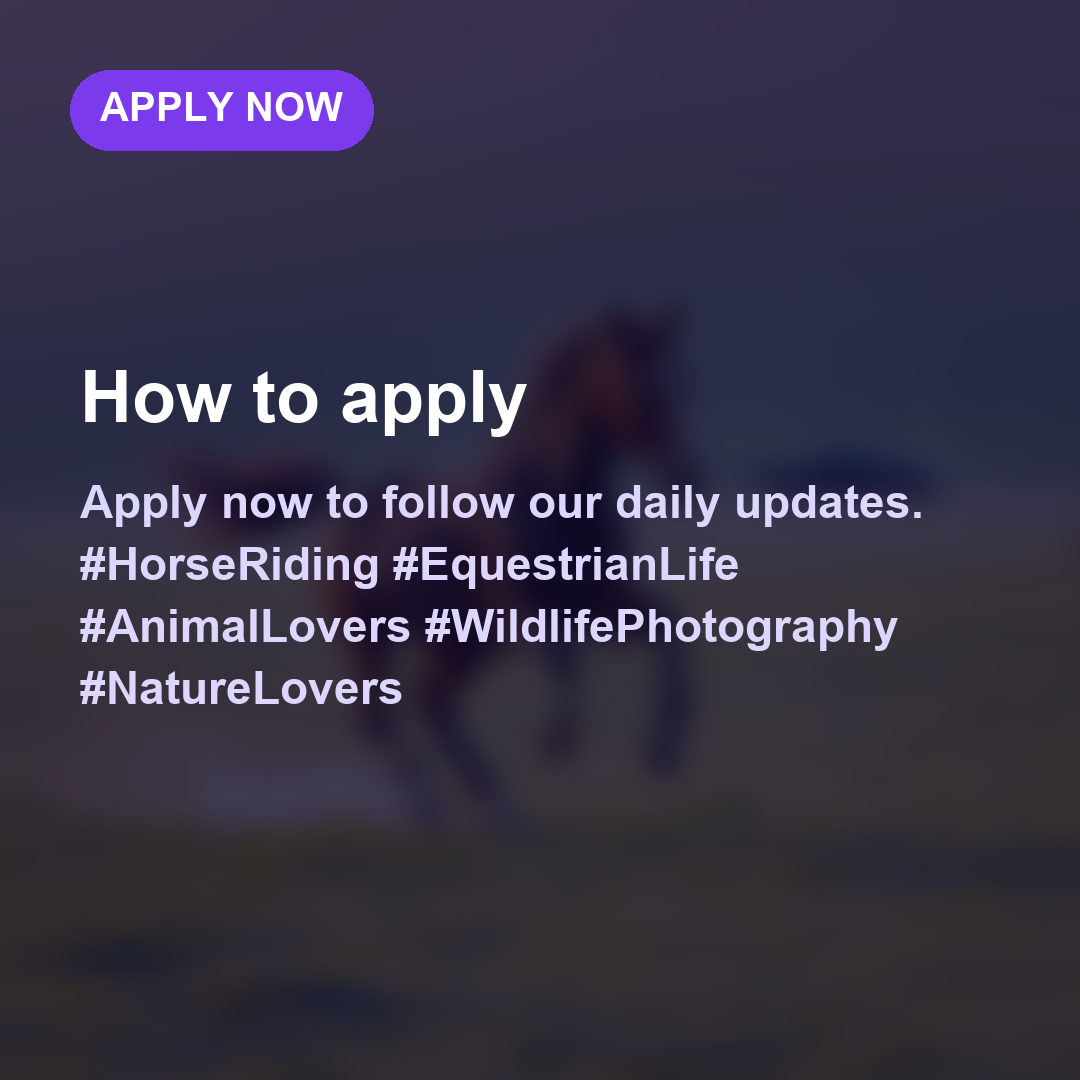 APPLY NOW
How to apply
Apply now to follow our daily updates.
#HorseRiding #EquestrianLife
#AnimalLovers #WildlifePhotography
#NatureLovers